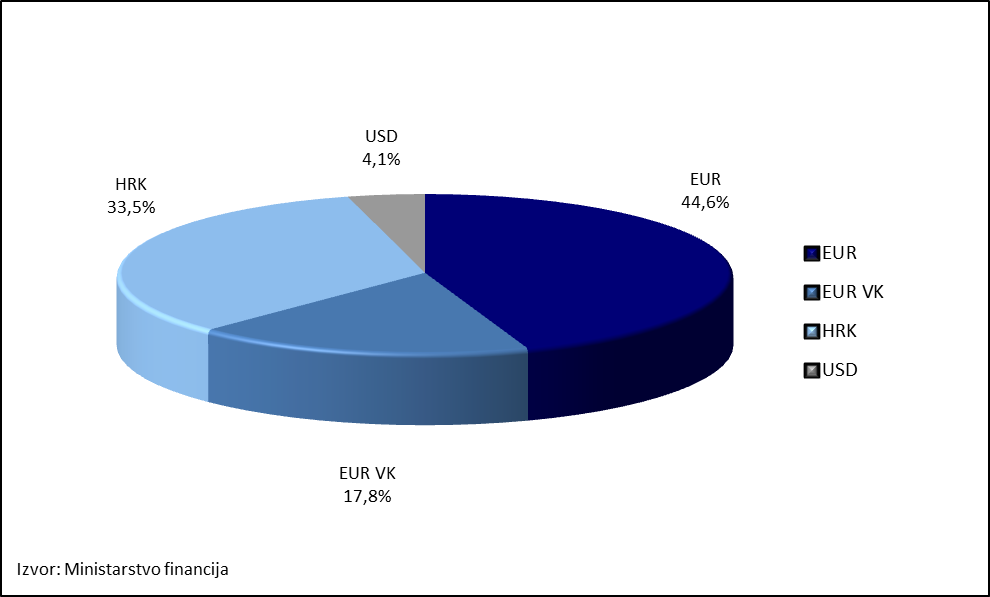 USD
4,1%
HRK
33,5%
EUR
44,6%
EUR
EUR VK
HRK
USD
EUR VK
17,8%
Izvor: Ministarstvo financija